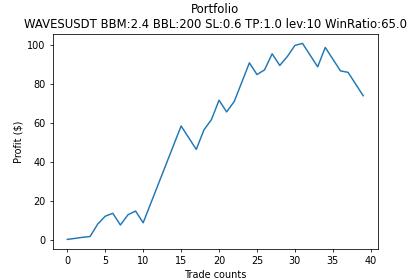 Portfolio
WAVESUSDT BBM:2.4 BBL:200 SL:0.6 TP:1.0 lev:10 WinRatio:65.0
Profit ($)
100
80
60
40
20
0
0 5 10 15 20 25 30 35 40
Trade counts